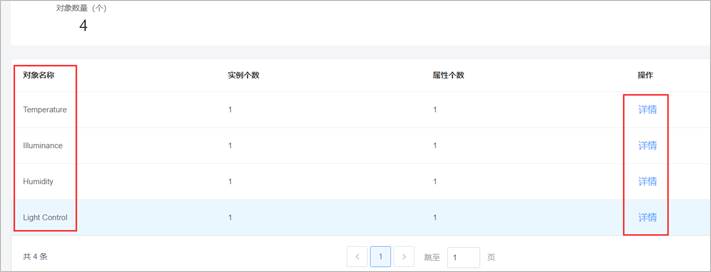 对象数量（个）
4
对象名称 实例个数 属性个数 操作
Temperature 1 1 详情
Illuminance 1 1 详情
Humidity 1 1 详情
Light Control 1 1 详情
共 4 条 < 1 > 跳至 1 页